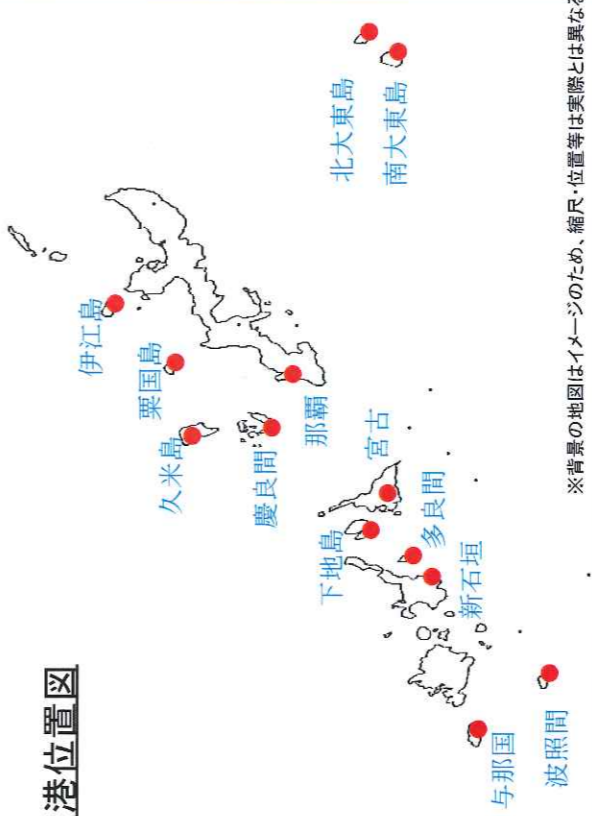 港位置図
伊江島
粟国島
久米島
慶良間
那覇
北大東島
南大東島
宮古
下地島
多良間
新石垣
与那国
波照間
※背景の地図はイメージのため、縮尺・位置等は実際とは異なる